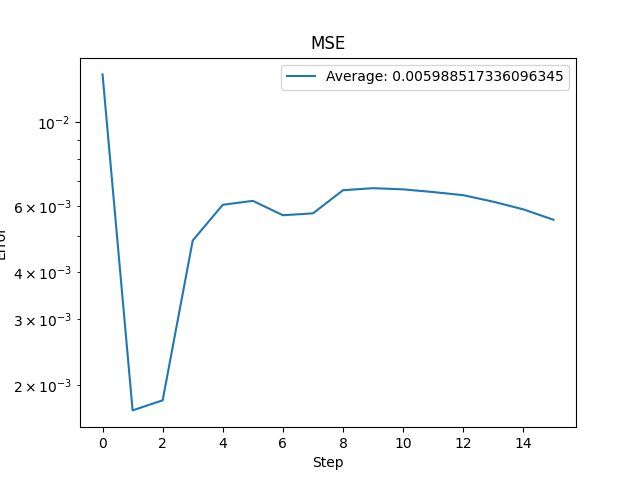 MSE
Average: 0.005988517336096345
10⁻²
6 × 10⁻³
4 × 10⁻³
3 × 10⁻³
2 × 10⁻³
Error
0 2 4 6 8 10 12 14
Step